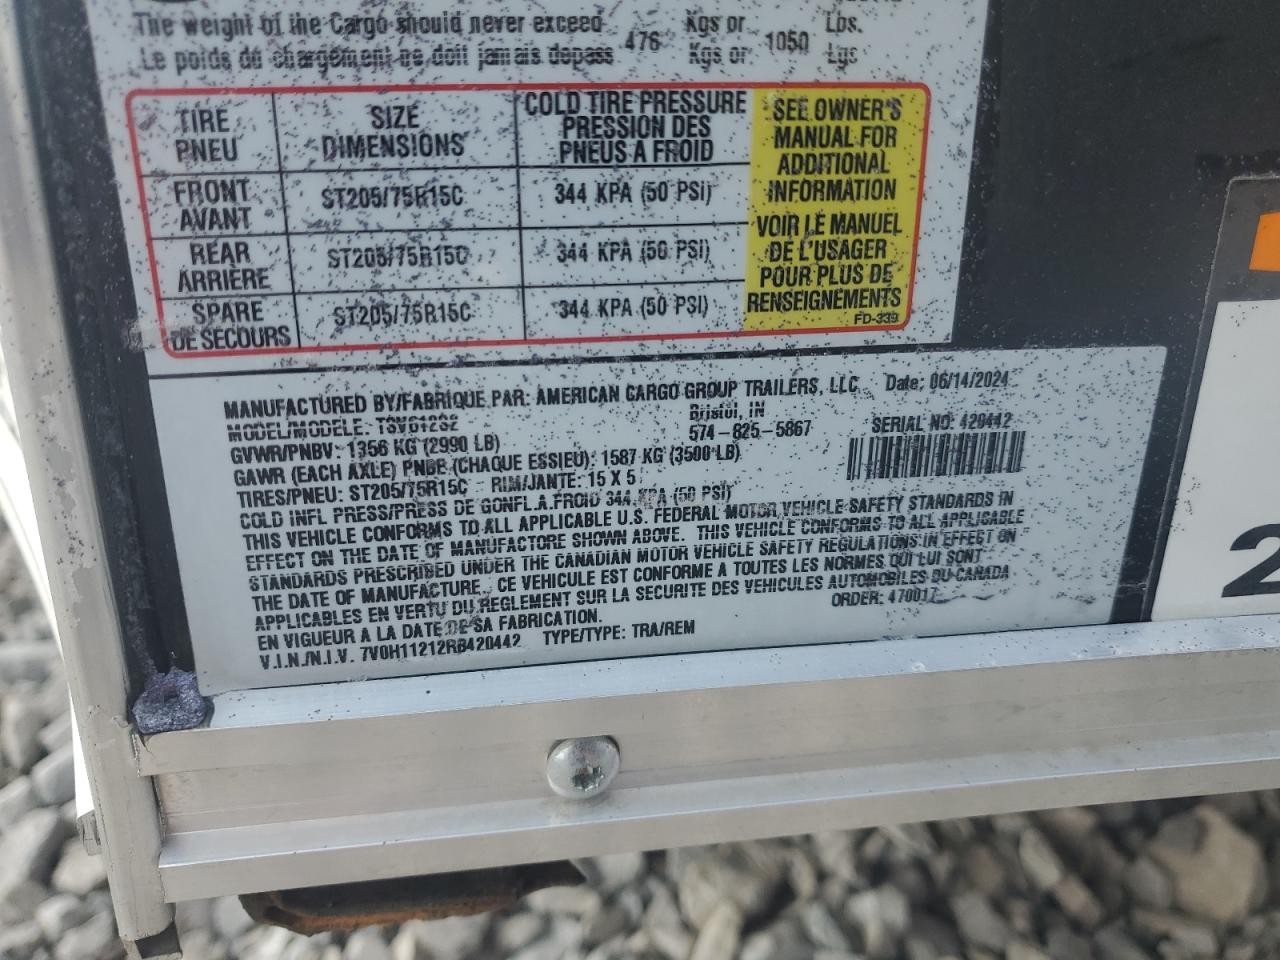 The weight of the Cargo should never exceed 476 Kgs or 1050 Lbs.
Le poids du chargement ne doit jamais depass Kgs or Lgs
TIRE PNEU SIZE DIMENSIONS COLD TIRE PRESSURE PRESSION DES PNEUS A FROID
FRONT AVANT ST205/75R15C 344 KPA (50 PSI)
REAR ARRIÈRE ST205/75R15C 344 KPA (50 PSI)
SPARE DE SECOURS ST205/75R15C 344 KPA (50 PSI)
SEE OWNER'S
MANUAL FOR
ADDITIONAL
INFORMATION
VOIR LE MANUEL
DE L'USAGER
POUR PLUS DE
RENSEIGNEMENTS
FD-339
MANUFACTURED BY/FABRIQUE PAR: AMERICAN CARGO GROUP TRAILERS, LLC Date: 06/14/2024
MODEL/MODELE: Bristol, IN
574-825-5867 SERIAL NO: 420442
GVWR/PNBV: 1356 KG (2990 LB)
GAWR (EACH AXLE) PNBE (CHAQUE ESSIEU): 1587 KG (3500 LB)
TIRES/PNEU: ST205/75R15C - RIM/JANTE: 15 X 5
COLD INFL PRESS/PRESS DE GONFL.A.FROID 344 KPA (50 PSI)
THIS VEHICLE CONFORMS TO ALL APPLICABLE U.S. FEDERAL MOTOR VEHICLE SAFETY STANDARDS IN
EFFECT ON THE DATE OF MANUFACTORE SHOWN ABOVE. THIS VEHICLE CONFORMS TO ALL APPLICABLE
STANDARDS PRESCRIBED UNDER THE CANADIAN MOTOR VEHICLE SAFETY REGULATIONS IN EFFECT ON
THE DATE OF MANUFACTURE. CE VEHICULE EST CONFORME A TOUTES LES NORMES QUI LUI SONT
APPLICABLES EN VERTU DU REGLEMENT SUR LA SECURITE DES VEHICULES AUTOMOBILES DU CANADA
EN VIGUEUR A LA DATE DE SA FABRICATION. ORDER: 470017
V.I.N./N.I.V. 7V0H11212RB420442 TYPE/TYPE: TRA/REM
2